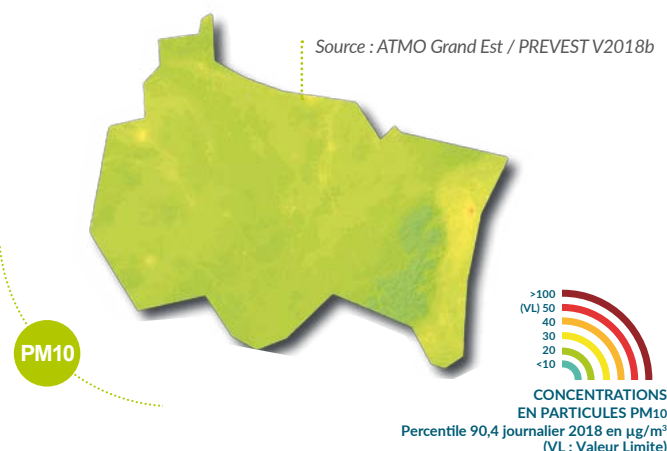 Source : ATMO Grand Est / PREVEST V2018b
PM10
>100
(VL) 50
40
30
20
<10
CONCENTRATIONS
EN PARTICULES PM10
Percentile 90,4 journalier 2018 en µg/m³
(VL : Valeur Limite)